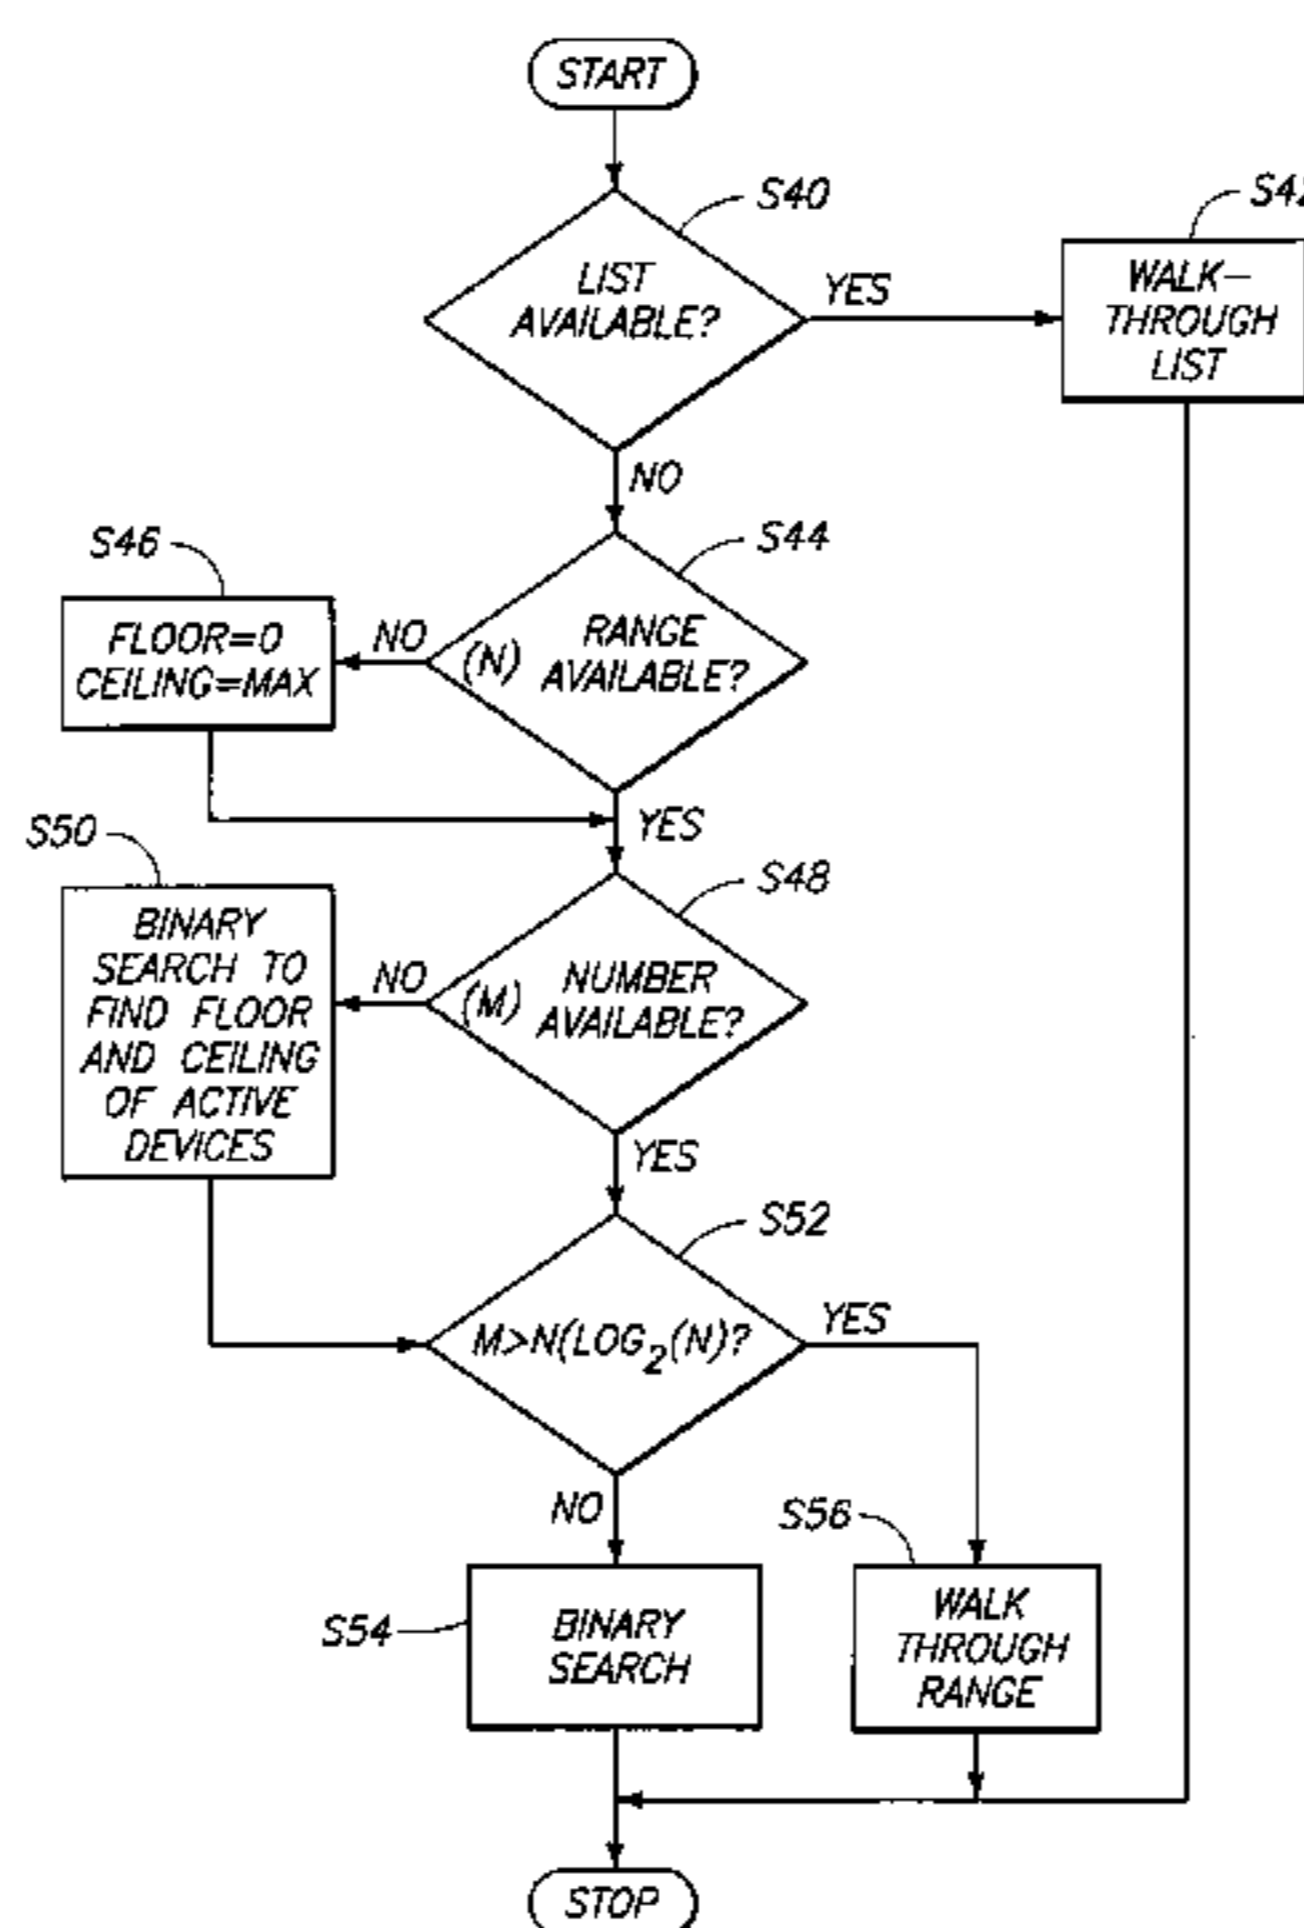 START
S40
LIST
AVAILABLE?
YES
WALK-
THROUGH
LIST
NO
S46
S44
FLOOR=0
CEILING=MAX
NO
(N)
RANGE
AVAILABLE?
YES
S50
S48
BINARY
SEARCH TO
FIND FLOOR
AND CEILING
OF ACTIVE
DEVICES
NO
(M)
NUMBER
AVAILABLE?
YES
S52
M>N(LOG2(N)?
YES
NO
S56
S54
BINARY
SEARCH
WALK
THROUGH
RANGE
STOP